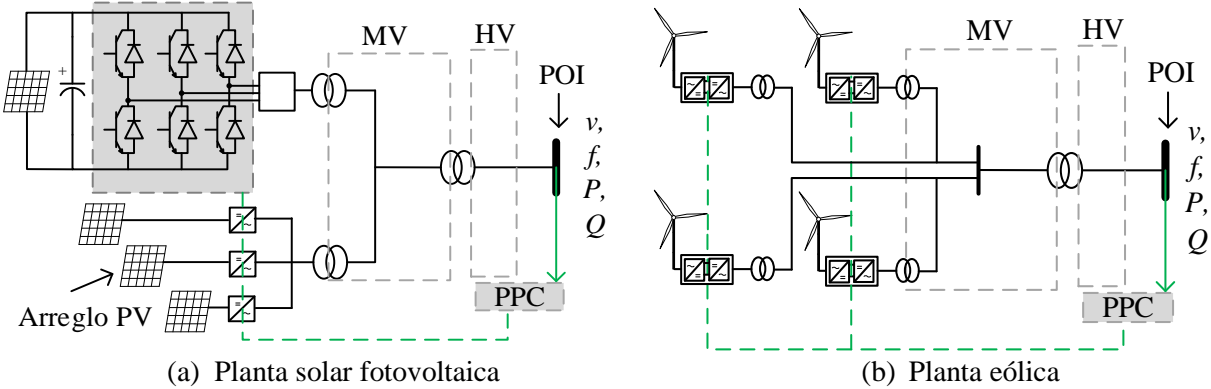 MV
HV
POI
v,
f,
P,
Q
+
PPC
Arreglo PV
(a) Planta solar fotovoltaica
MV
HV
POI
v,
f,
P,
Q
PPC
(b) Planta eólica